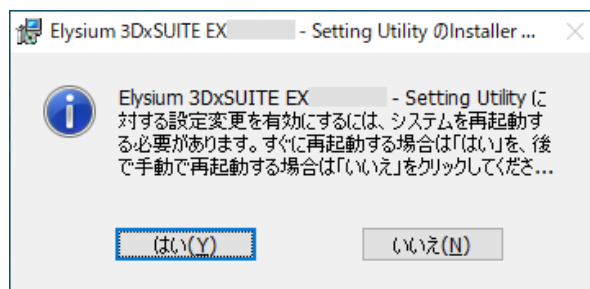 Elysium 3DxSUITE EX - Setting Utility のInstaller ...
Elysium 3DxSUITE EX - Setting Utility に
対する設定変更を有効にするには、システムを再起動す
る必要があります。すぐに再起動する場合は「はい」を、後
で手動で再起動する場合は「いいえ」をクリックしてくださ...
はい(Y)
いいえ(N)